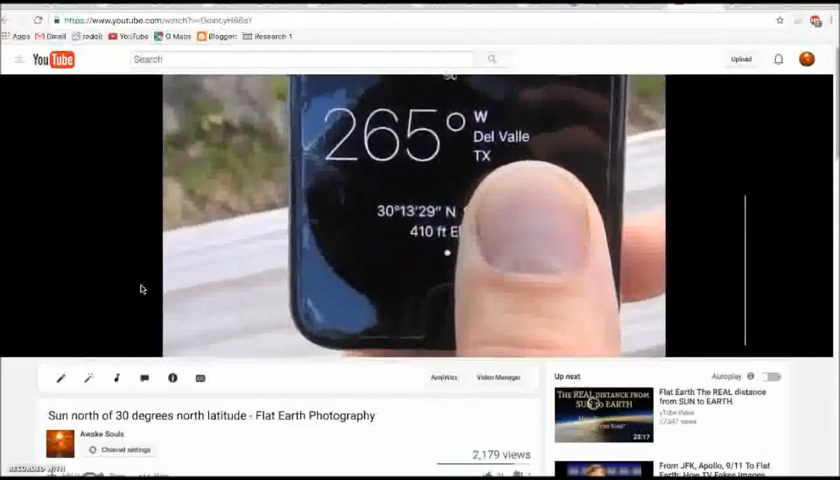 https://www.youtube.com/watch?v=
Apps Gmail reddit YouTube G Maps Blogger Research 1
YouTube
Search
Upload
265°
W
Del Valle
TX
30°13'29" N
410 ft El
Analytics Video Manager
Sun north of 30 degrees north latitude - Flat Earth Photography
Awake Souls
Channel settings
2,179 views
Up next
Autoplay
THE REAL DISTANCE FROM
SUN TO EARTH
23:17
Flat Earth The REAL distance
from SUN to EARTH.
From JFK, Apollo, 9/11 To Flat
Earth: How TV Fakes Images
RECORDED WITH